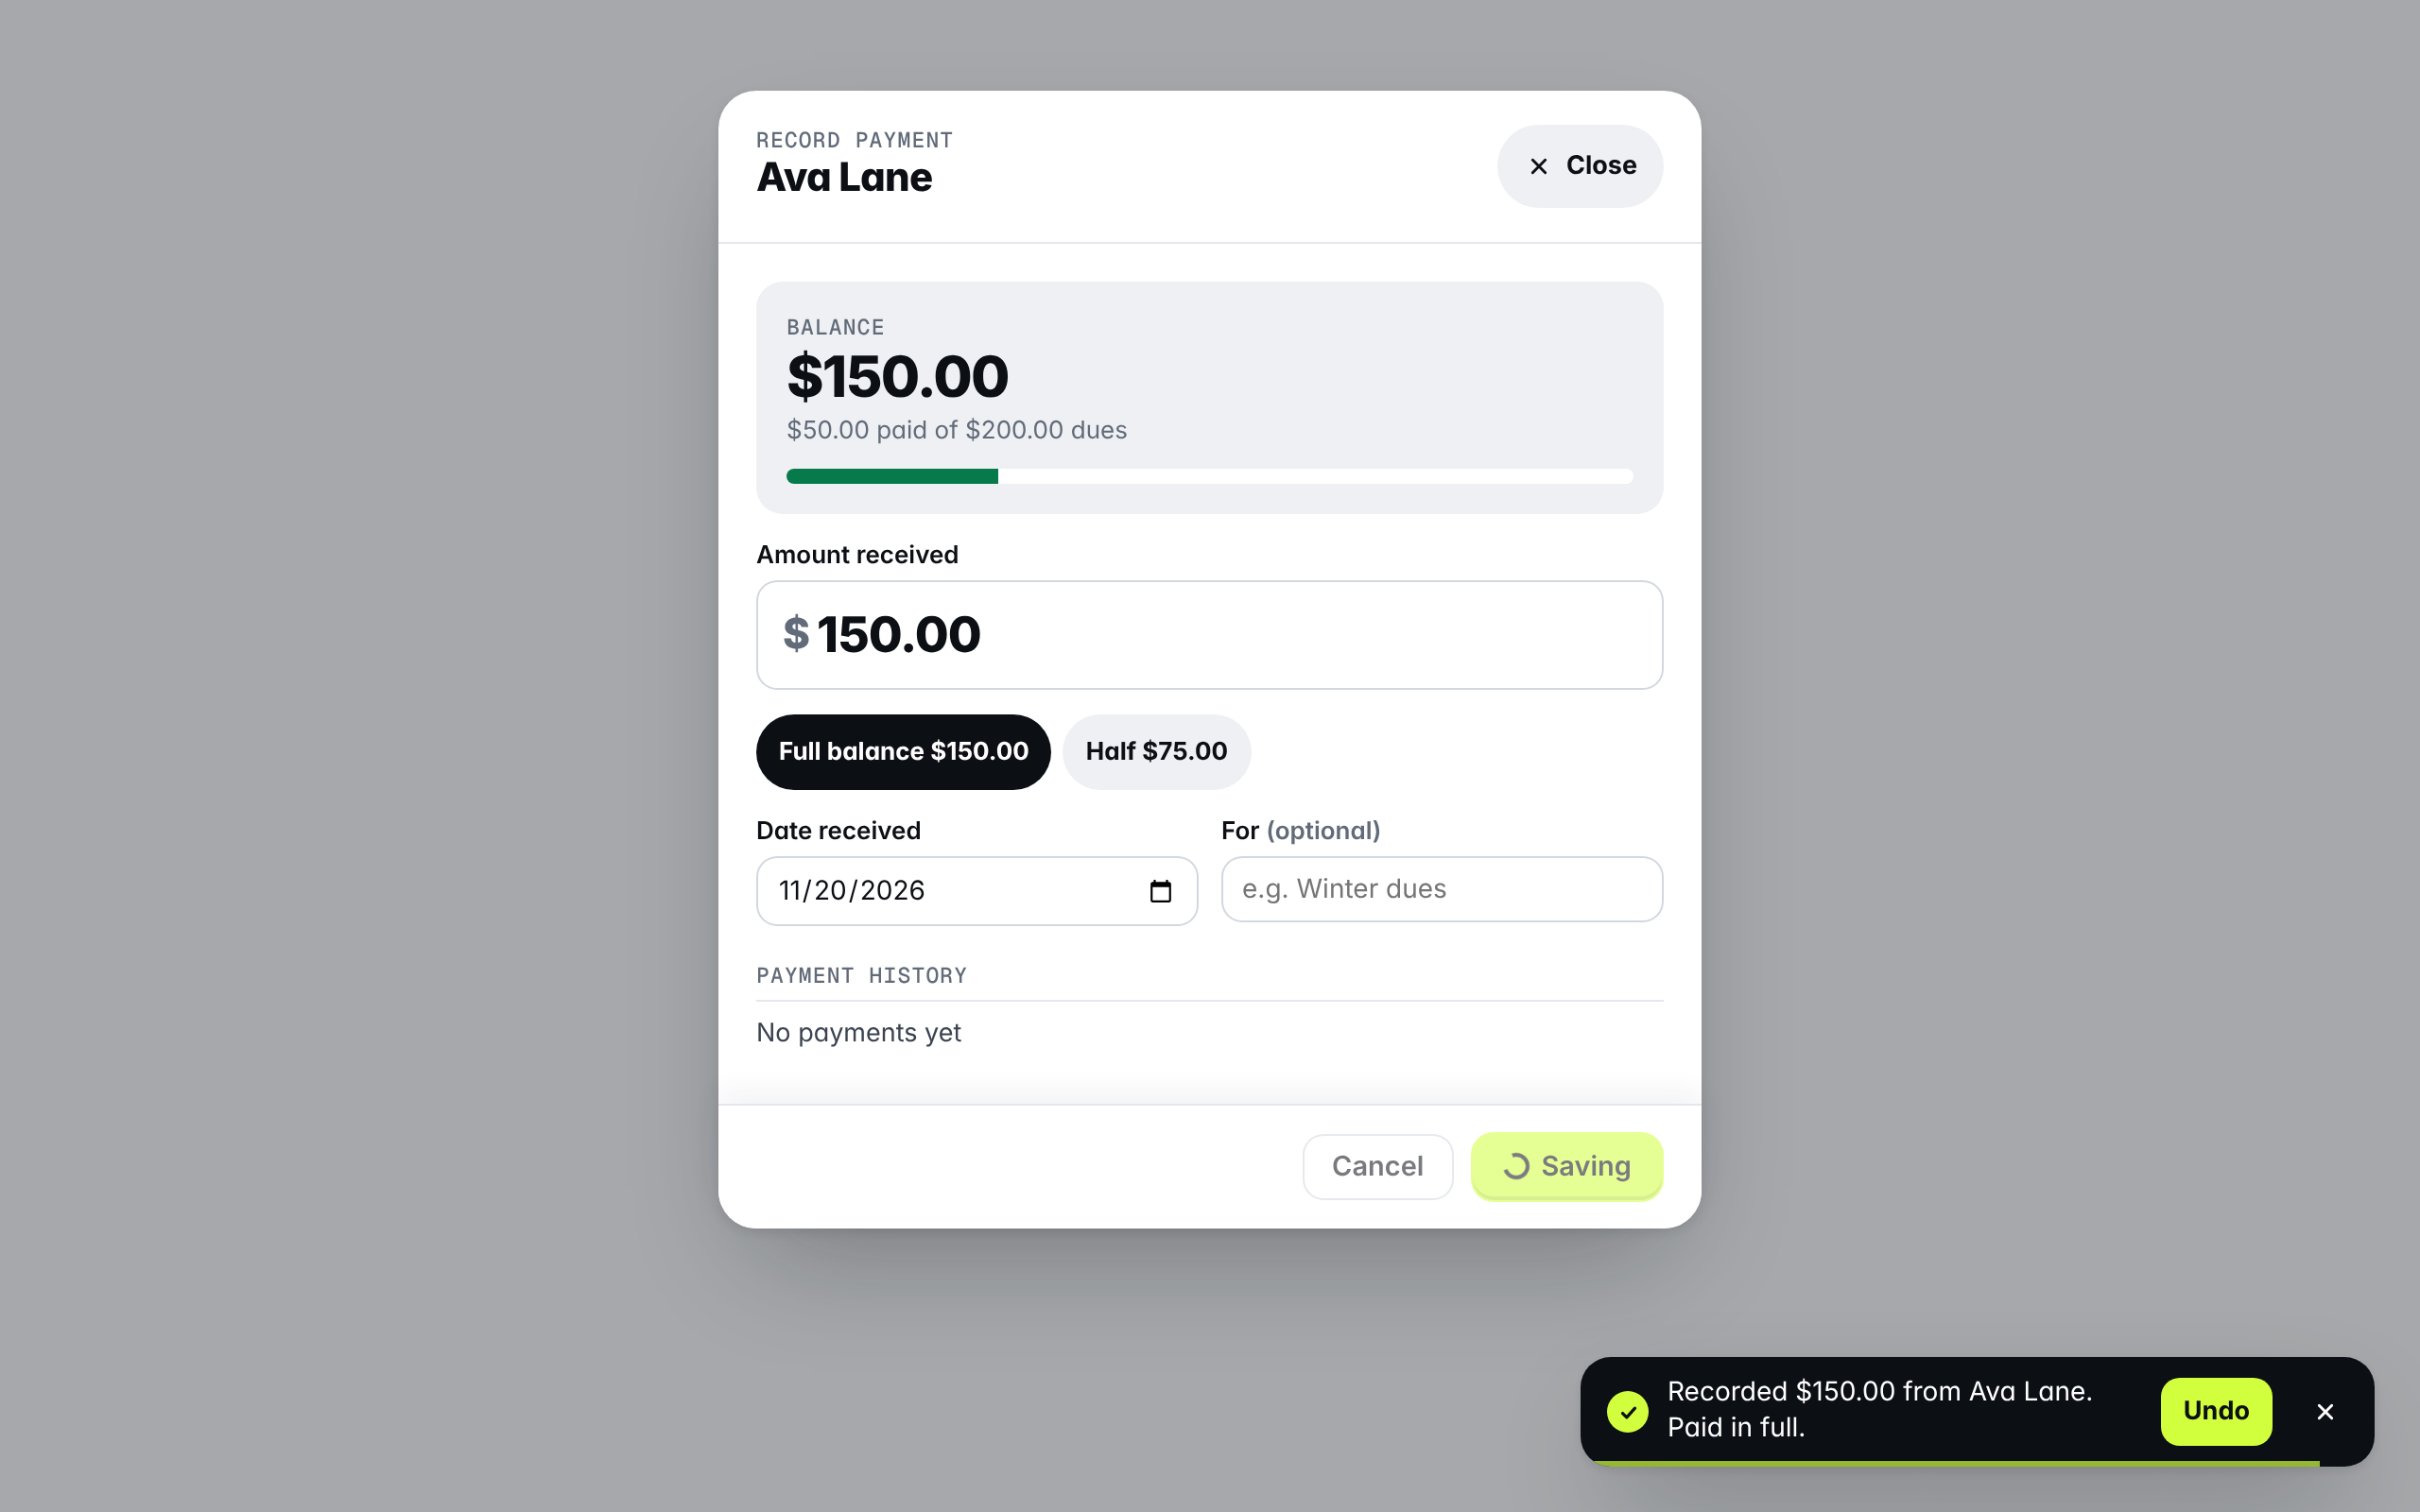 RECORD PAYMENT
Ava Lane
Close
BALANCE
$150.00
$50.00 paid of $200.00 dues
Amount received
$ 150.00
Full balance $150.00
Half $75.00
Date received
For (optional)
11/20/2026
e.g. Winter dues
PAYMENT HISTORY
No payments yet
Cancel
Saving
Recorded $150.00 from Ava Lane.
Paid in full.
Undo